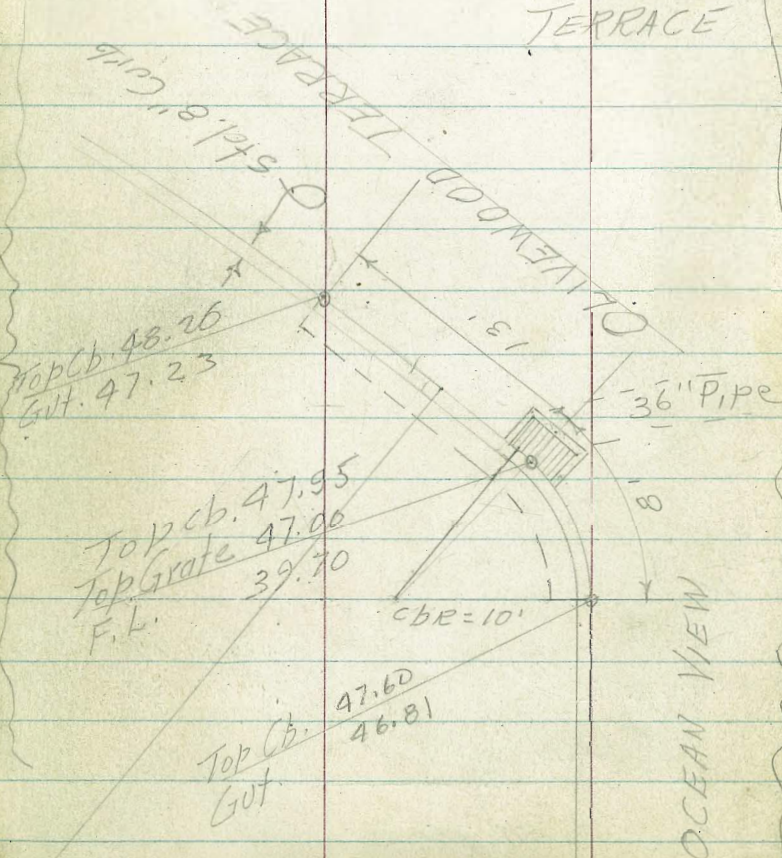 TERRACE
OLIVEWOOD TERRACE
Std. 8" Curb
Top Cb. 48.26
Gut. 47.23
13'
36" Pipe
8
Top Cb. 47.95
Top Grate 47.00
F.L. 39.70
cbR=10'
Top Cb. 47.60
Gut. 46.81
OCEAN VIEW